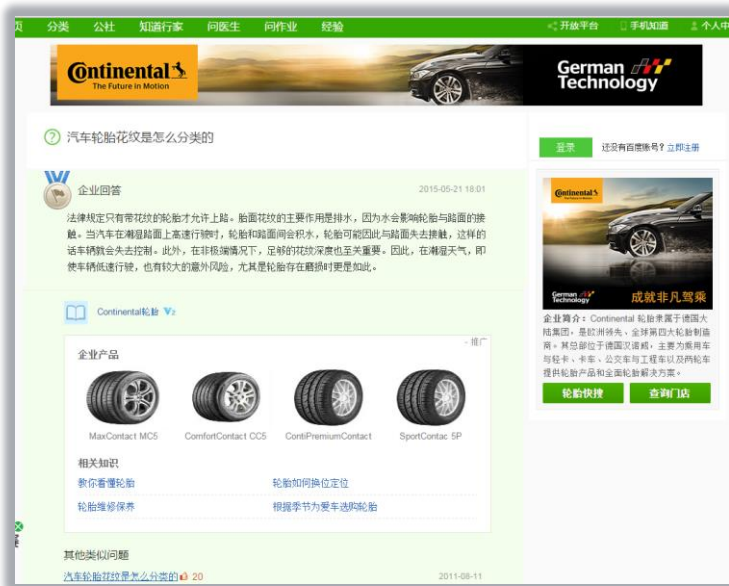 页 分类 公社 知道行家 问医生 问作业 经验 开放平台 手机知道 个人中
Continental
The Future in Motion
German
Technology
汽车轮胎花纹是怎么分类的
登录 还没有百度账号？立即注册
企业回答 2015-05-21 18:01
法律规定只有带花纹的轮胎才允许上路。胎面花纹的主要作用是排水，因为水会影响轮胎与路面的接
触。当汽车在潮湿路面上高速行驶时，轮胎和路面间会积水，轮胎可能因此与路面失去接触，这样的
话车辆就会失去控制。此外，在非极端情况下，足够的花纹深度也至关重要。因此，在潮湿天气，即
使车辆低速行驶，也有较大的意外风险，尤其是轮胎存在磨损时更是如此。
Continental轮胎 V2
- 推广
企业产品
MaxContact MC5 ComfortContact CC5 ContiPremiumContact SportContac 5P
相关知识
教你看懂轮胎 轮胎如何换位定位
轮胎维修保养 根据季节为爱车选购轮胎
其他类似问题
汽车轮胎花纹是怎么分类的 20 2011-08-11
Continental
German
Technology
成就非凡驾乘
企业简介：Continental 轮胎隶属于德国大
陆集团，是欧洲领先、全球第四大轮胎制造
商。其总部位于德国汉诺威，主要为乘用车
与轻卡、卡车、公交车与工程车以及两轮车
提供轮胎产品和全面轮胎解决方案。
轮胎快搜 查询门店